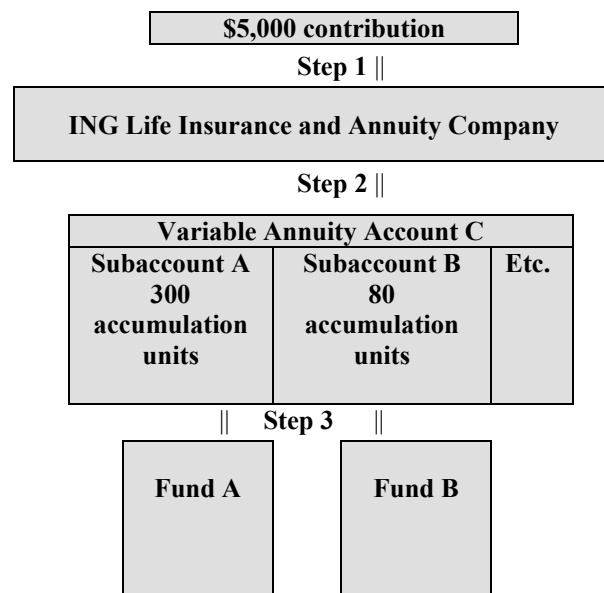 $5,000 contribution
Step 1 ||
ING Life Insurance and Annuity Company
Step 2 ||
Variable Annuity Account C
Subaccount A
300
accumulation
units
Subaccount B
80
accumulation
units
Etc.
|| Step 3 ||
Fund A
Fund B